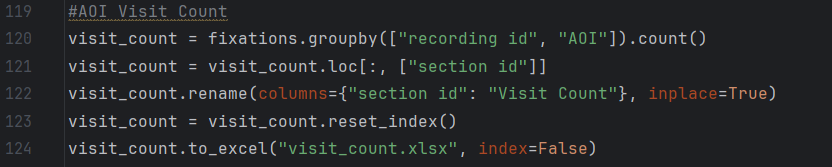 119 #AOI Visit Count
120 visit_count = fixations.groupby(["recording id", "AOI"]).count()
121 visit_count = visit_count.loc[:, ["section id"]]
122 visit_count.rename(columns={"section id": "Visit Count"}, inplace=True)
123 visit_count = visit_count.reset_index()
124 visit_count.to_excel("visit_count.xlsx", index=False)